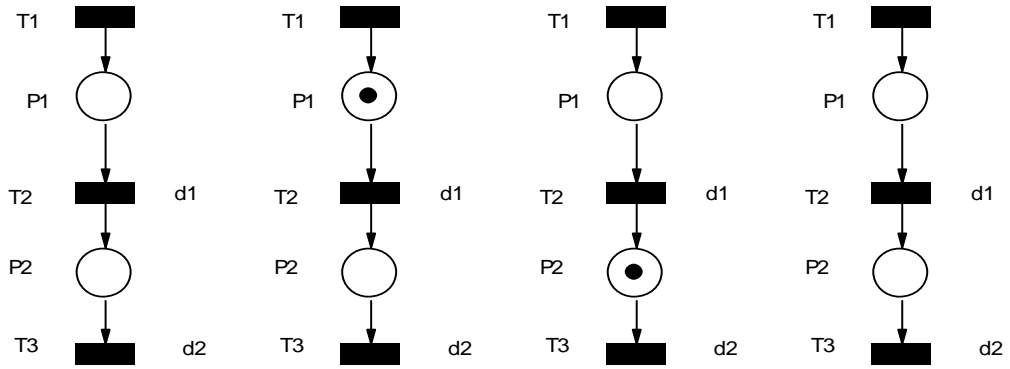 T1 T1 T1 T1
P1 P1 P1 P1
T2 d1 T2 d1 T2 d1 T2 d1
P2 P2 P2 P2
T3 d2 T3 d2 T3 d2 T3 d2